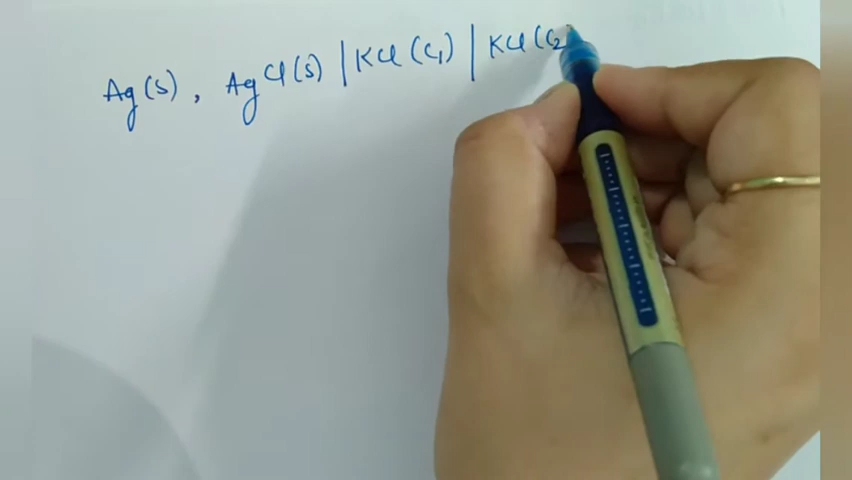 Ag(s), AgCl(s) | KCl (C₁) | KCl (C₂